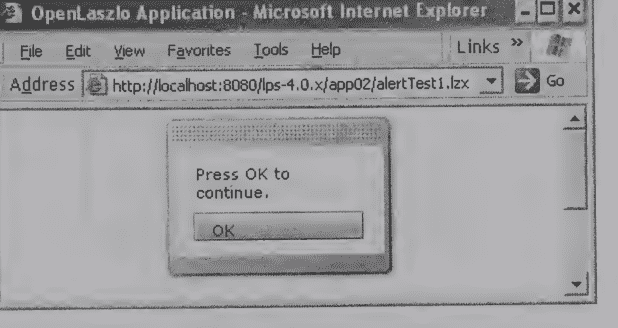 OpenLaszlo Application - Microsoft Internet Explorer
File Edit View Favorites Tools Help Links »
Address http://localhost:8080/lps-4.0.x/app02/alertTest1.lzx Go
Press OK to
continue.
OK